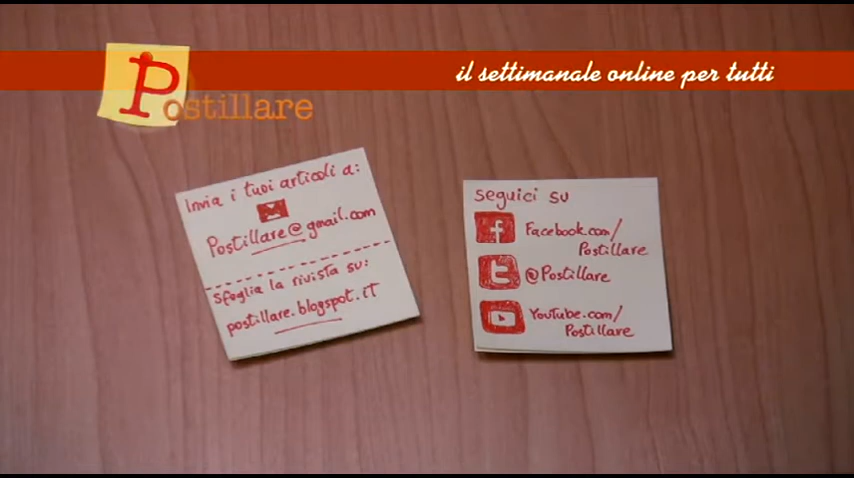 Postillare
il settimanale online per tutti
Invia i tuoi articoli a:
Postillare@gmail.com
sfoglia la rivista su:
postillare.blogspot.iT
seguici su
Facebook.com/
Postillare
@Postillare
YouTube.com/
Postillare